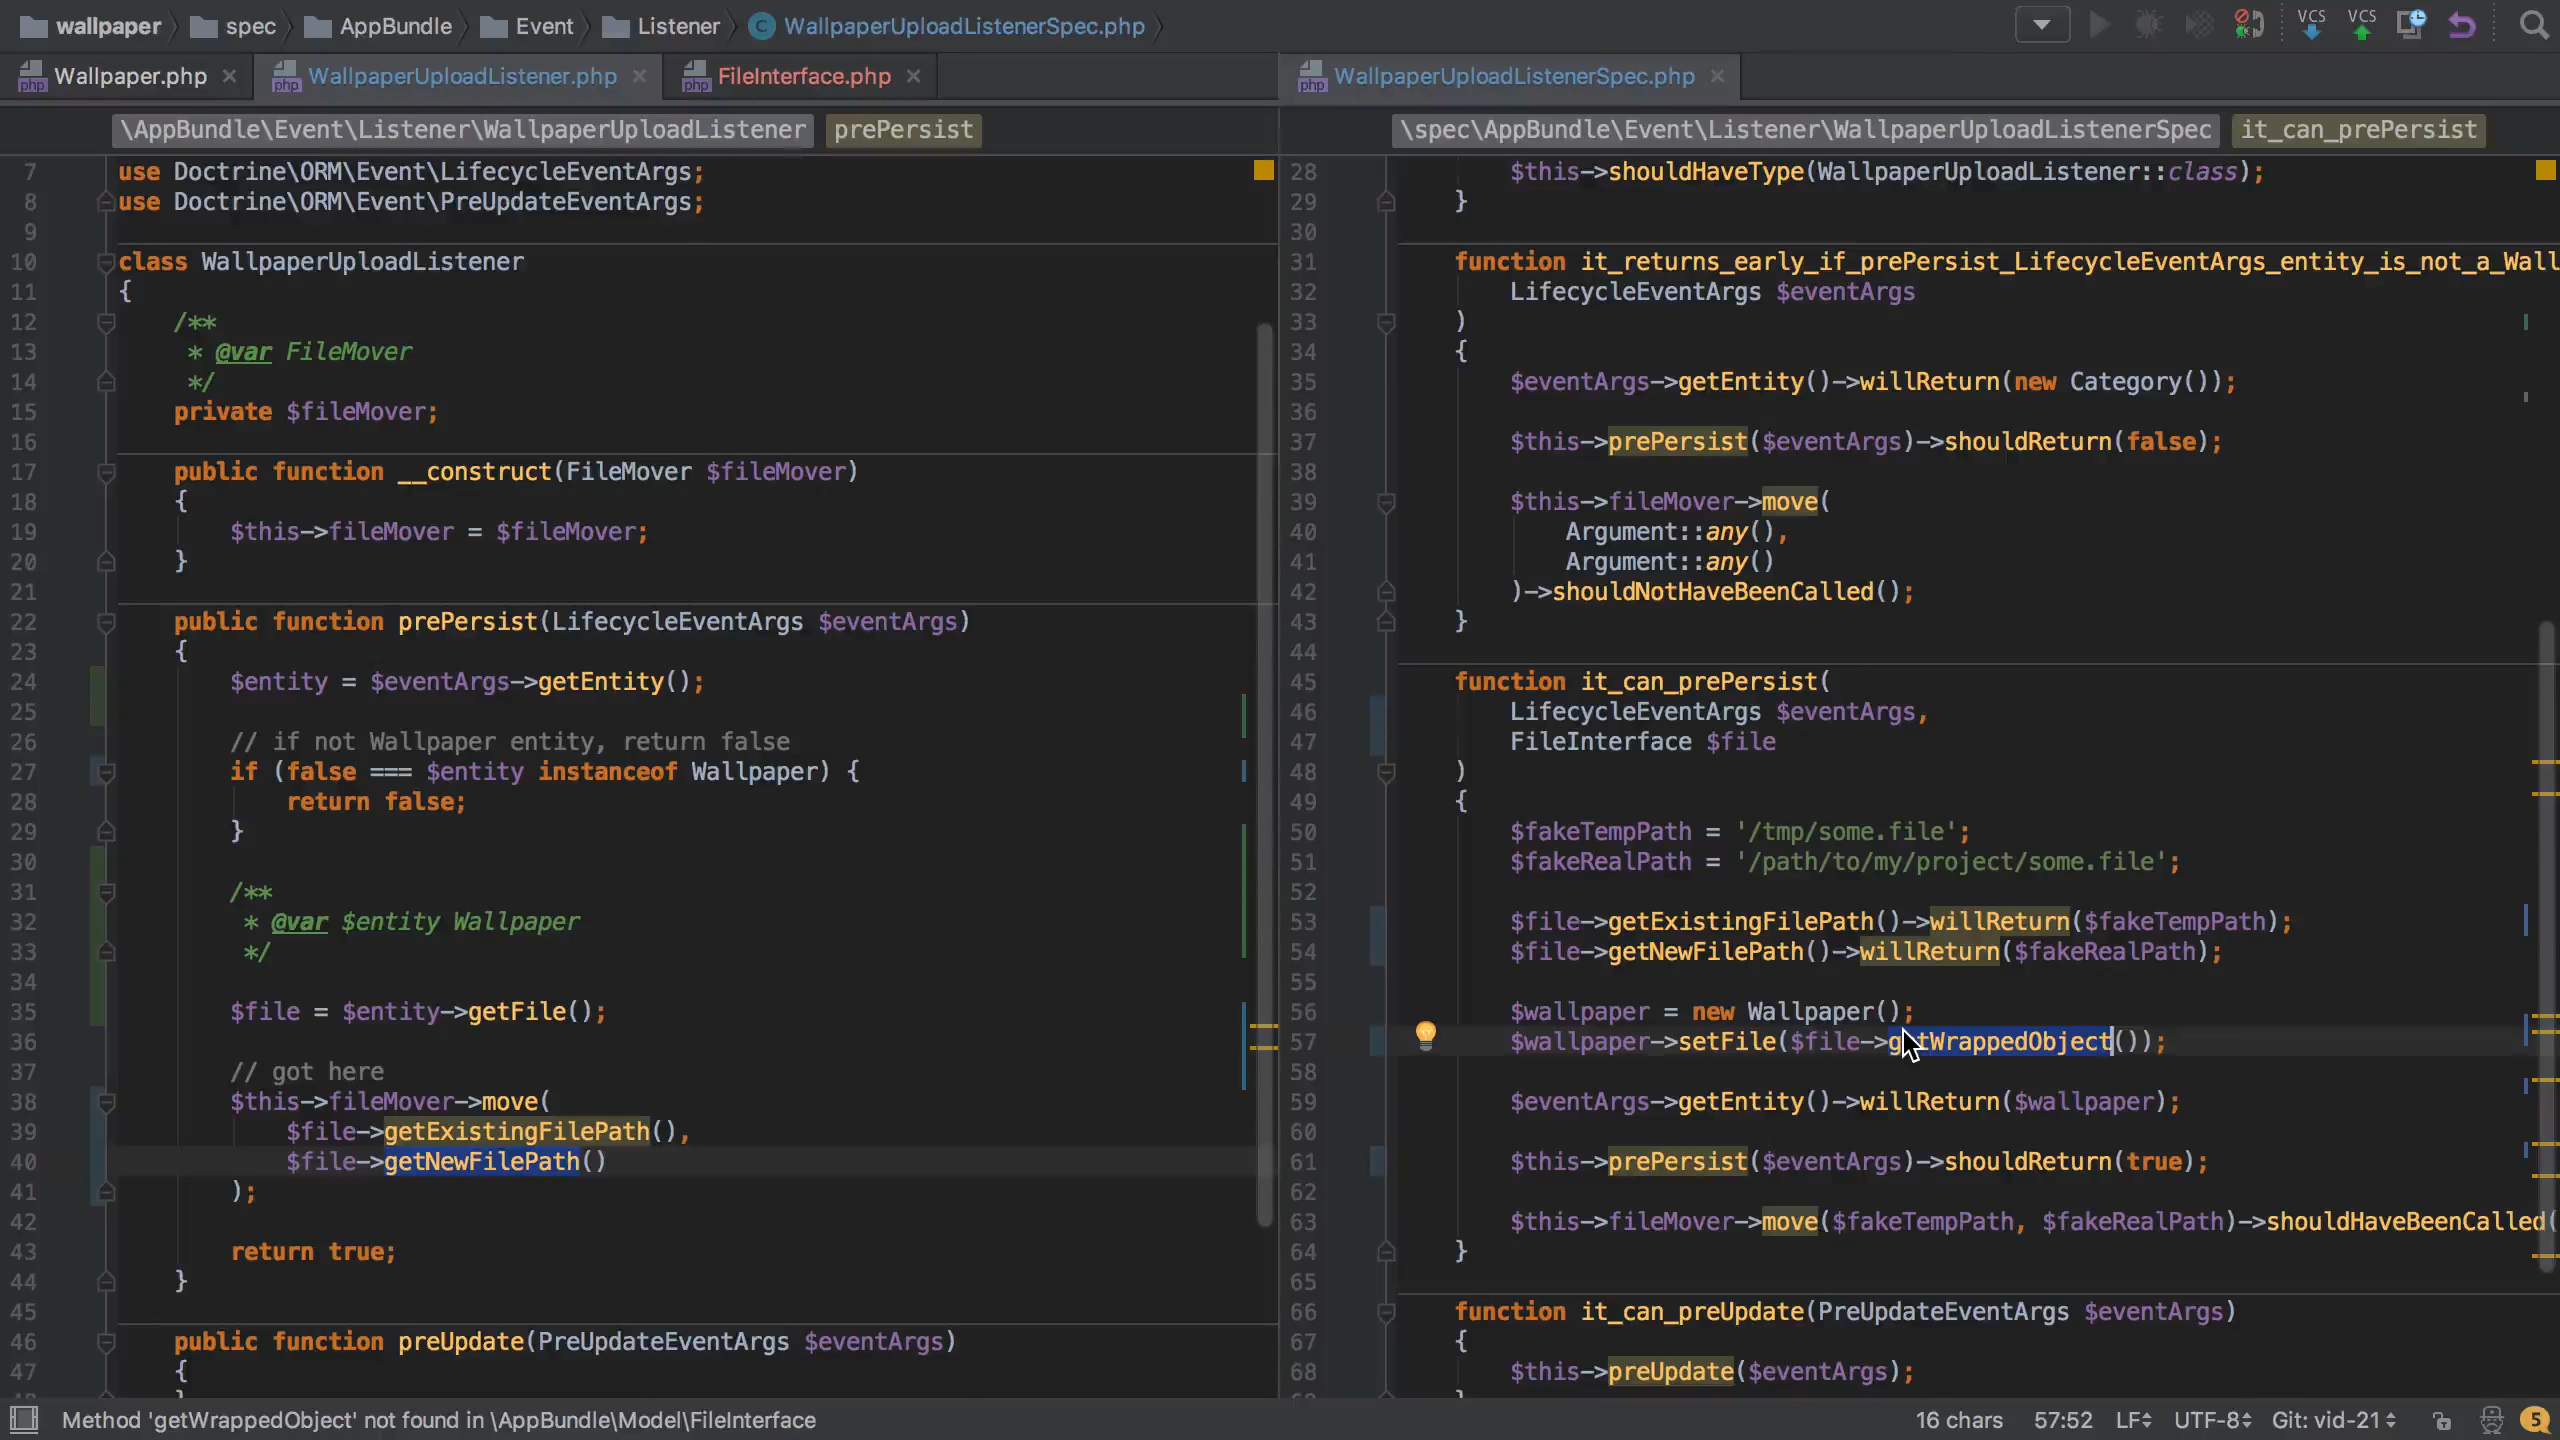 wallpaper spec AppBundle Event Listener WallpaperUploadListenerSpec.php
VCS VCS
Wallpaper.php WallpaperUploadListener.php FileInterface.php
\AppBundle\Event\Listener\WallpaperUploadListener prePersist
7 use Doctrine\ORM\Event\LifecycleEventArgs;
8 use Doctrine\ORM\Event\PreUpdateEventArgs;
9
10 class WallpaperUploadListener
11 {
12 /**
13 * @var FileMover
14 */
15 private $fileMover;
16
17 public function __construct(FileMover $fileMover)
18 {
19 $this->fileMover = $fileMover;
20 }
21
22 public function prePersist(LifecycleEventArgs $eventArgs)
23 {
24 $entity = $eventArgs->getEntity();
25
26 // if not Wallpaper entity, return false
27 if (false === $entity instanceof Wallpaper) {
28 return false;
29 }
30
31 /**
32 * @var $entity Wallpaper
33 */
34
35 $file = $entity->getFile();
36
37 // got here
38 $this->fileMover->move(
39 $file->getExistingFilePath(),
40 $file->getNewFilePath()
41 );
42
43 return true;
44 }
45
46 public function preUpdate(PreUpdateEventArgs $eventArgs)
47 {
WallpaperUploadListenerSpec.php
\spec\AppBundle\Event\Listener\WallpaperUploadListenerSpec it_can_prePersist
28 $this->shouldHaveType(WallpaperUploadListener::class);
29 }
30
31 function it_returns_early_if_prePersist_LifecycleEventArgs_entity_is_not_a_Wall
32 LifecycleEventArgs $eventArgs
33 )
34 {
35 $eventArgs->getEntity()->willReturn(new Category());
36
37 $this->prePersist($eventArgs)->shouldReturn(false);
38
39 $this->fileMover->move(
40 Argument::any(),
41 Argument::any()
42 )->shouldNotHaveBeenCalled();
43 }
44
45 function it_can_prePersist(
46 LifecycleEventArgs $eventArgs,
47 FileInterface $file
48 )
49 {
50 $fakeTempPath = '/tmp/some.file';
51 $fakeRealPath = '/path/to/my/project/some.file';
52
53 $file->getExistingFilePath()->willReturn($fakeTempPath);
54 $file->getNewFilePath()->willReturn($fakeRealPath);
55
56 $wallpaper = new Wallpaper();
57 $wallpaper->setFile($file->getWrappedObject());
58
59 $eventArgs->getEntity()->willReturn($wallpaper);
60
61 $this->prePersist($eventArgs)->shouldReturn(true);
62
63 $this->fileMover->move($fakeTempPath, $fakeRealPath)->shouldHaveBeenCalled(
64 }
65
66 function it_can_preUpdate(PreUpdateEventArgs $eventArgs)
67 {
68 $this->preUpdate($eventArgs);
Method 'getWrappedObject' not found in \AppBundle\Model\FileInterface 16 chars 57:52 LF UTF-8 Git: vid-21 5